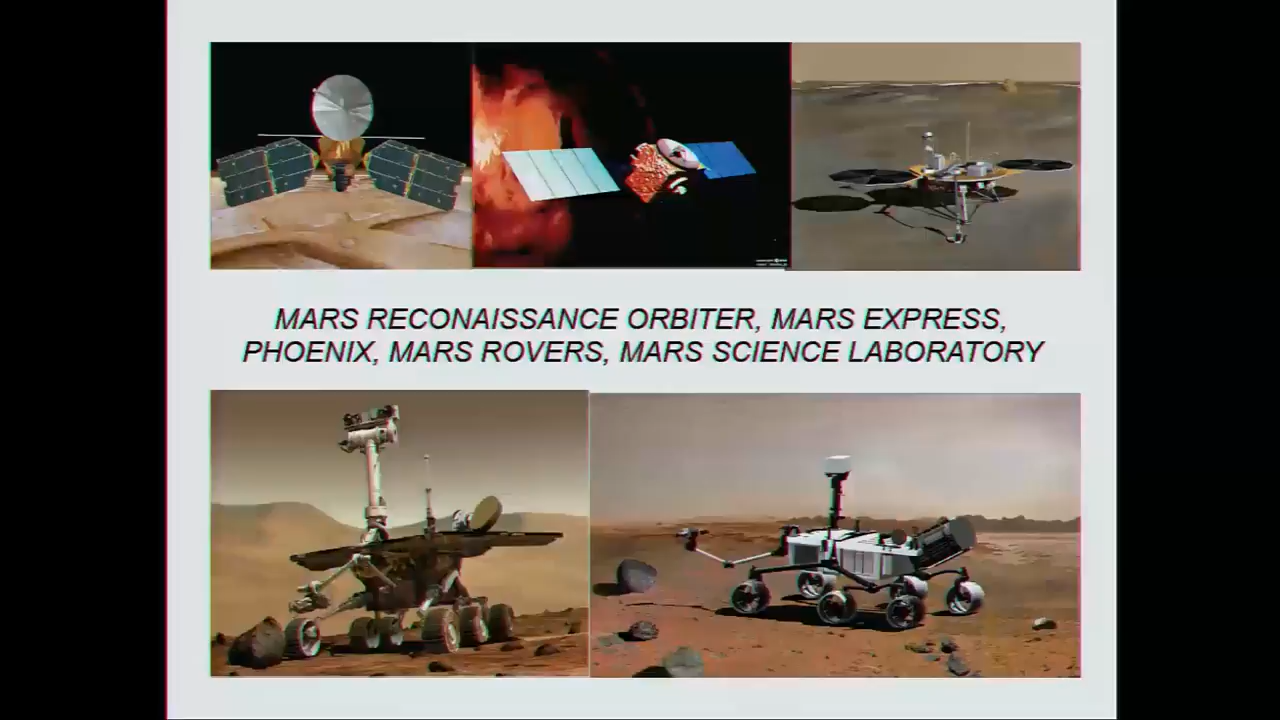 MARS RECONAISSANCE ORBITER, MARS EXPRESS,
PHOENIX, MARS ROVERS, MARS SCIENCE LABORATORY